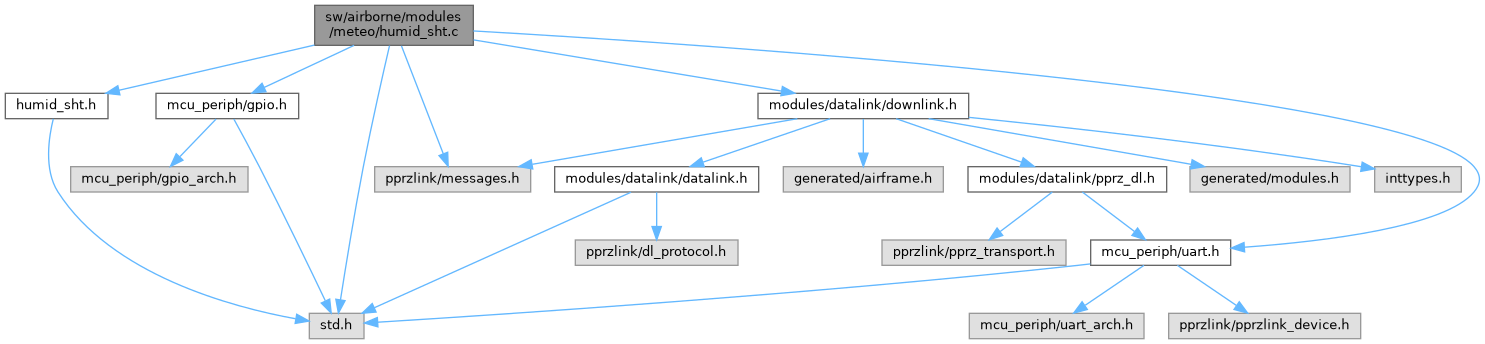 sw/airborne/modules
/meteo/humid_sht.c
humid_sht.h
mcu_periph/gpio.h
modules/datalink/downlink.h
mcu_periph/gpio_arch.h
pprzlink/messages.h
modules/datalink/datalink.h
generated/airframe.h
modules/datalink/pprz_dl.h
generated/modules.h
inttypes.h
pprzlink/dl_protocol.h
pprzlink/pprz_transport.h
mcu_periph/uart.h
std.h
mcu_periph/uart_arch.h
pprzlink/pprzlink_device.h